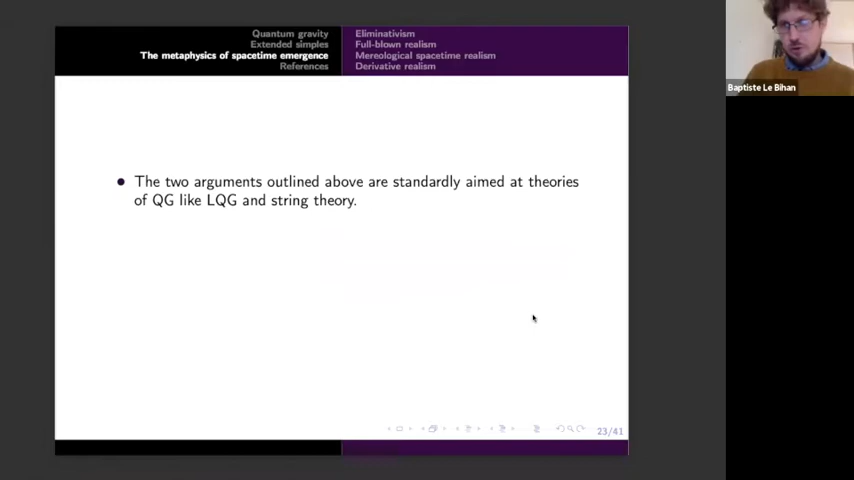 Quantum gravity
Extended simples
The metaphysics of spacetime emergence
References
Eliminativism
Full-blown realism
Mereological spacetime realism
Derivative realism
• The two arguments outlined above are standardly aimed at theories
of QG like LQG and string theory.
23/41
Baptiste Le Bihan